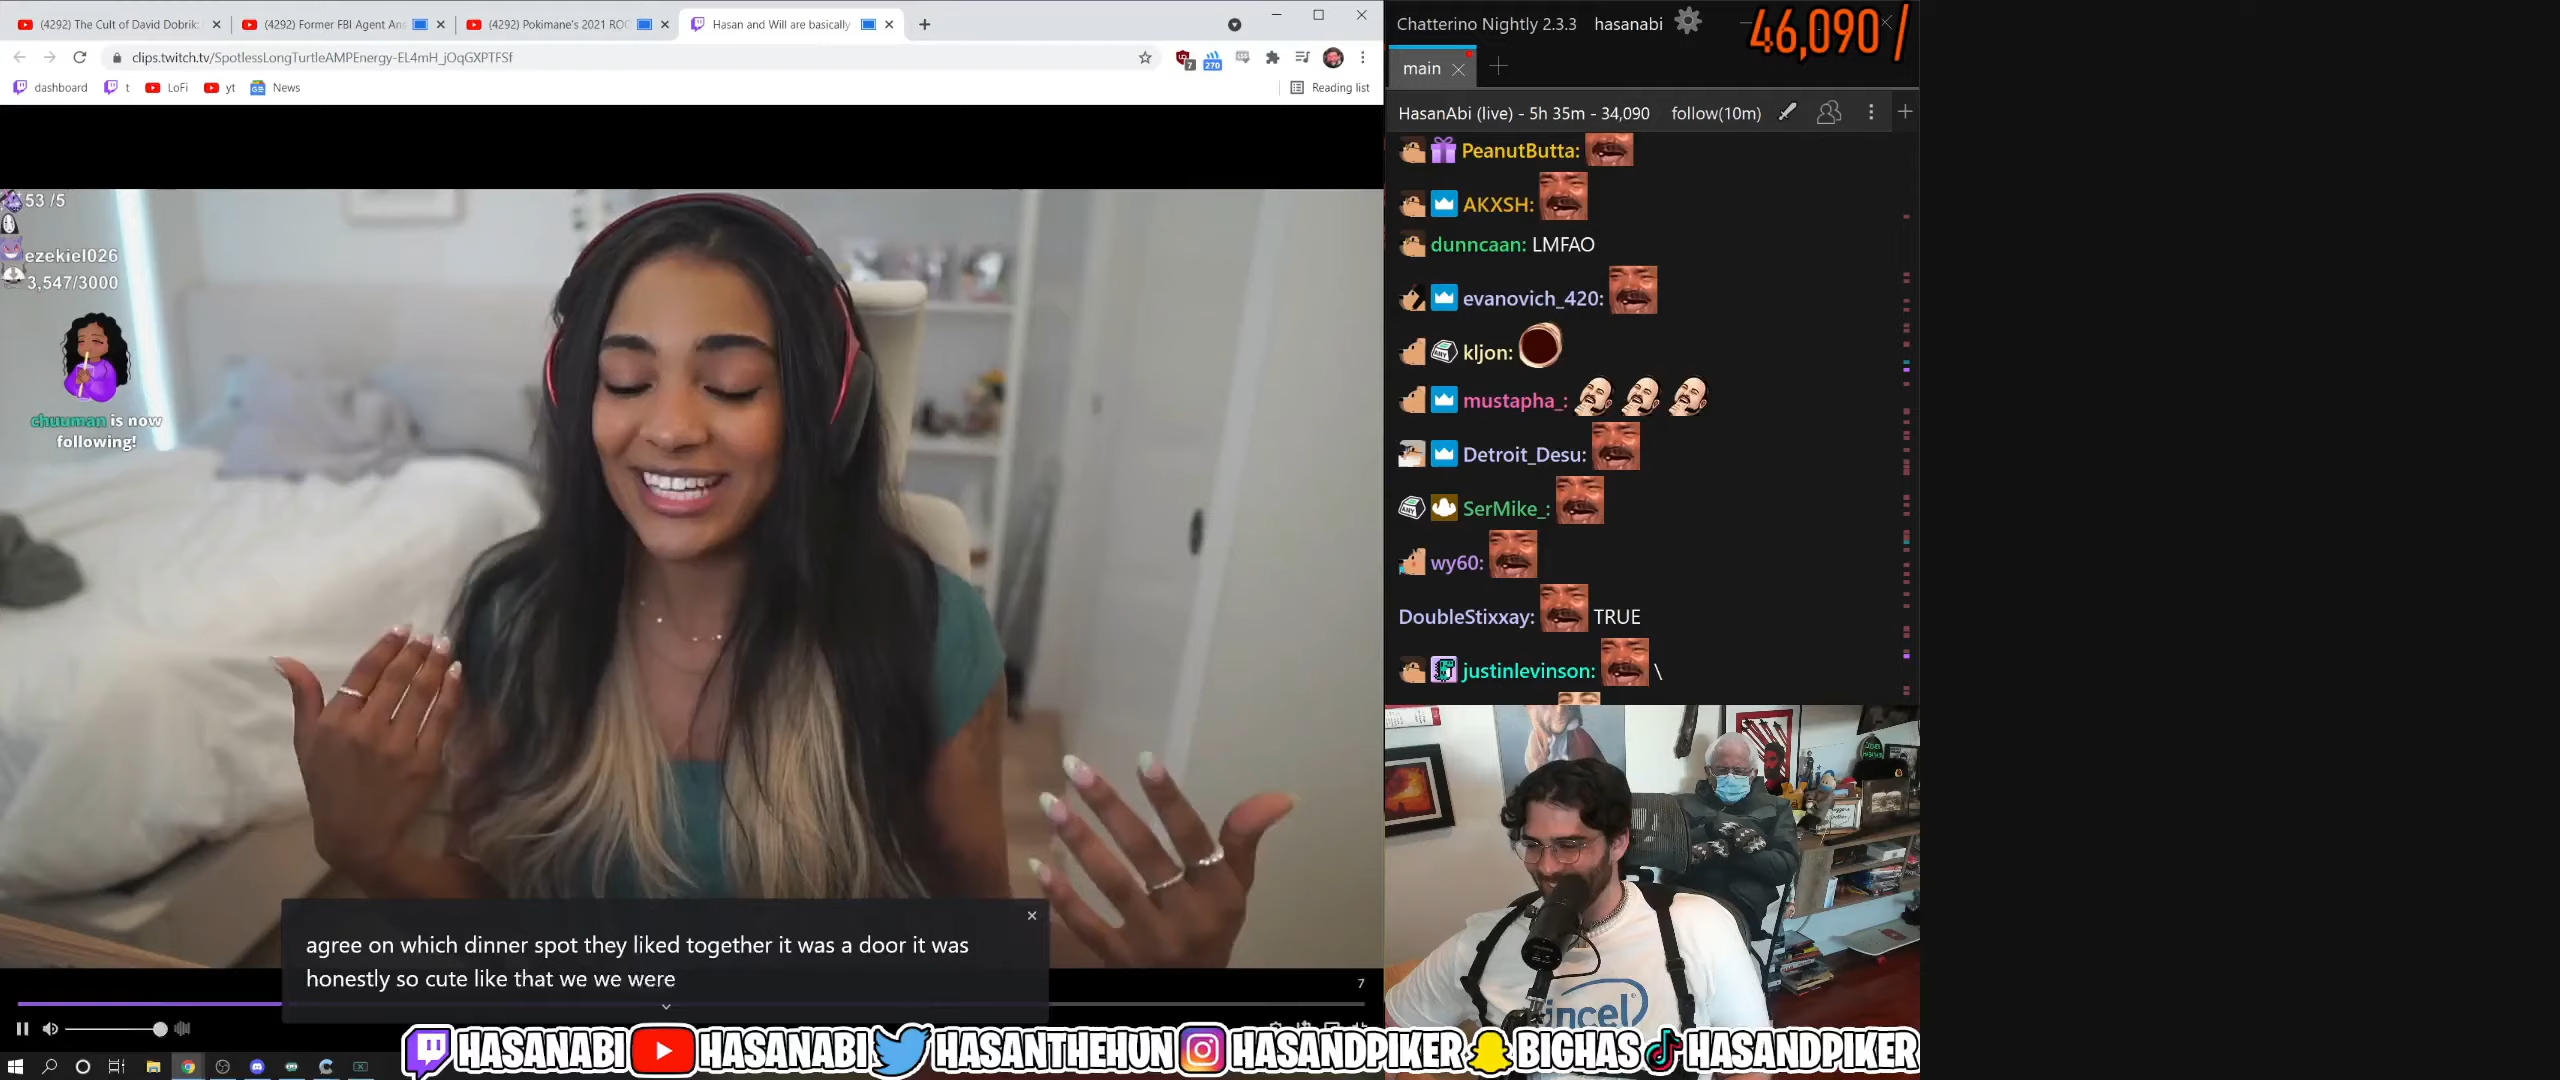 (4292) The Cult of David Dobrik:
(4292) Former FBI Agent An
(4292) Pokimane's 2021 RO
Hasan and Will are basically
clips.twitch.tv/SpotlessLongTurtleAMPEnergy-EL4mH_jOqGXPTFSf
7
270
dashboard
t
LoFi
yt
News
Reading list
53 /5
ezekiel026
3,547/3000
chuuman is now
following!
agree on which dinner spot they liked together it was a door it was
honestly so cute like that we we were
7
Chatterino Nightly 2.3.3
hasanabi
46,090 /
main
HasanAbi (live) - 5h 35m - 34,090
follow(10m)
PeanutButta:
AKXSH:
dunncaan: LMFAO
evanovich_420:
kljon:
mustapha_:
Detroit_Desu:
SerMike_:
wy60:
DoubleStixxay: TRUE
justinlevinson: \
incel
HASANABI
HASANABI
HASANTHEHUN
HASANDPIKER
BIGHAS
HASANDPIKER